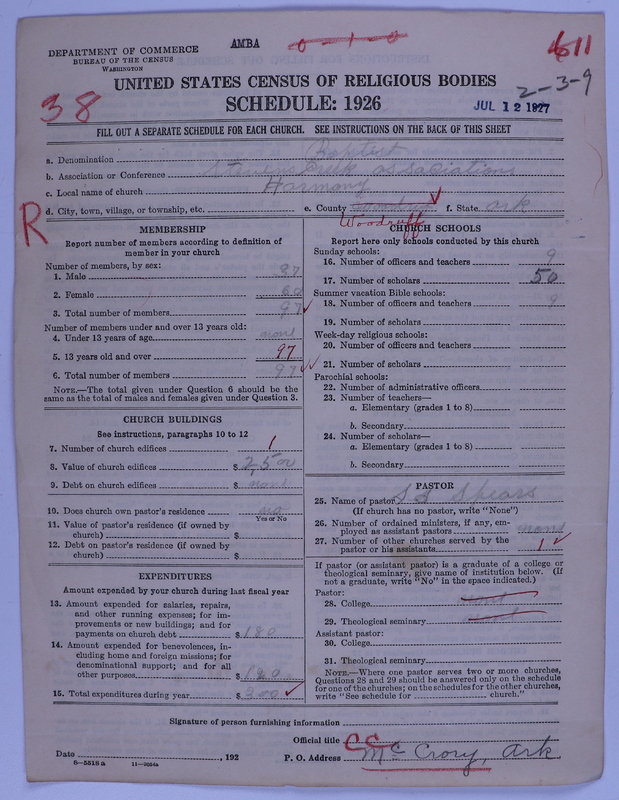 DEPARTMENT OF COMMERCE
BUREAU OF THE CENSUS
WASHINGTON
AMBA
0-1-0
611
2-3-9
38
UNITED STATES CENSUS OF RELIGIOUS BODIES
SCHEDULE: 1926
JUL 12 1927
FILL OUT A SEPARATE SCHEDULE FOR EACH CHURCH. SEE INSTRUCTIONS ON THE BACK OF THIS SHEET
a. Denomination Baptist
b. Association or Conference
c. Local name of church Harmony
d. City, town, village, or township, etc. e. County Woodruff f. State Ark
R
MEMBERSHIP
Report number of members according to definition of member in your church
Number of members, by sex:
1. Male 37
2. Female 60
3. Total number of members 97
Number of members under and over 13 years old:
4. Under 13 years of age none
5. 13 years old and over 97
6. Total number of members 97
NOTE.—The total given under Question 6 should be the same as the total of males and females given under Question 3.
CHURCH BUILDINGS
See instructions, paragraphs 10 to 12
7. Number of church edifices 1
8. Value of church edifices $
9. Debt on church edifices $ none
10. Does church own pastor's residence no
Yes or No
11. Value of pastor's residence (if owned by church) $
12. Debt on pastor's residence (if owned by church) $
EXPENDITURES
Amount expended by your church during last fiscal year
13. Amount expended for salaries, repairs, and other running expenses; for improvements or new buildings; and for payments on church debt $ 180
14. Amount expended for benevolences, including home and foreign missions; for denominational support; and for all other purposes $
15. Total expenditures during year $ 300
CHURCH SCHOOLS
Report here only schools conducted by this church
Sunday schools:
16. Number of officers and teachers 9
17. Number of scholars 50
Summer vacation Bible schools:
18. Number of officers and teachers 9
19. Number of scholars
Week-day religious schools:
20. Number of officers and teachers
21. Number of scholars
Parochial schools:
22. Number of administrative officers
23. Number of teachers—
a. Elementary (grades 1 to 8)
b. Secondary
24. Number of scholars—
a. Elementary (grades 1 to 8)
b. Secondary
PASTOR
25. Name of pastor Spears
(If church has no pastor, write "None")
26. Number of ordained ministers, if any, employed as assistant pastors none
27. Number of other churches served by the pastor or his assistants 1
If pastor (or assistant pastor) is a graduate of a college or theological seminary, give name of institution below. (If not a graduate, write "No" in the space indicated.)
Pastor:
28. College
29. Theological seminary
Assistant pastor:
30. College
31. Theological seminary
NOTE.—Where one pastor serves two or more churches, Questions 28 and 29 should be answered only on the schedule for one of the churches; on the schedules for the other churches, write "See schedule for church."
Signature of person furnishing information
Official title CC
Date , 192 P. O. Address Mc Crory, Ark
8-5518 a 11-9064a